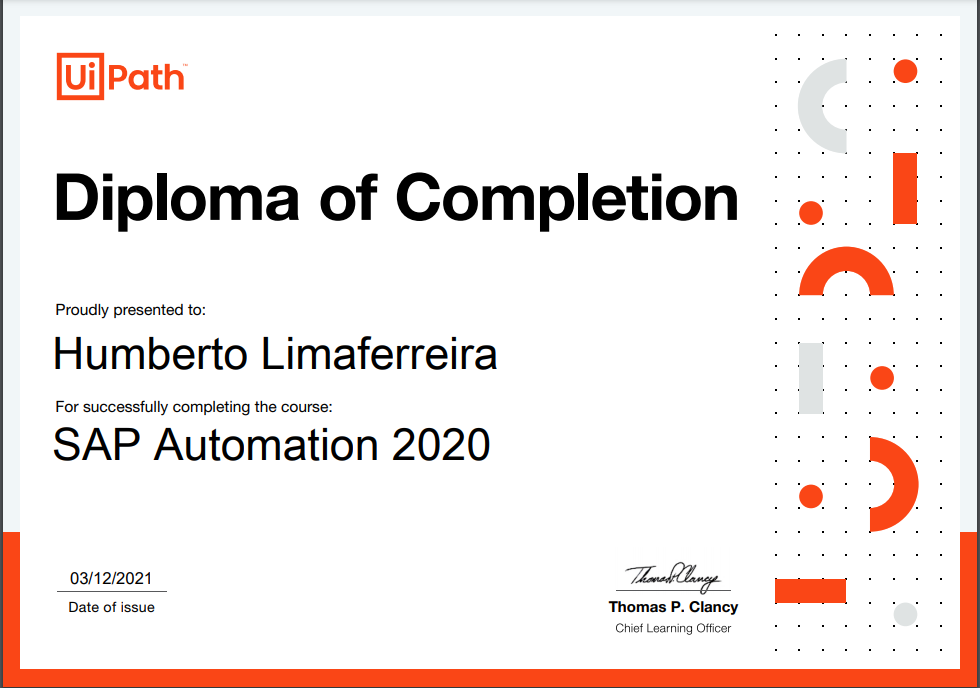 UiPath™
Diploma of Completion
Proudly presented to:
Humberto Limaferreira
For successfully completing the course:
SAP Automation 2020
03/12/2021
Date of issue
Thomas P. Clancy
Thomas P. Clancy
Chief Learning Officer